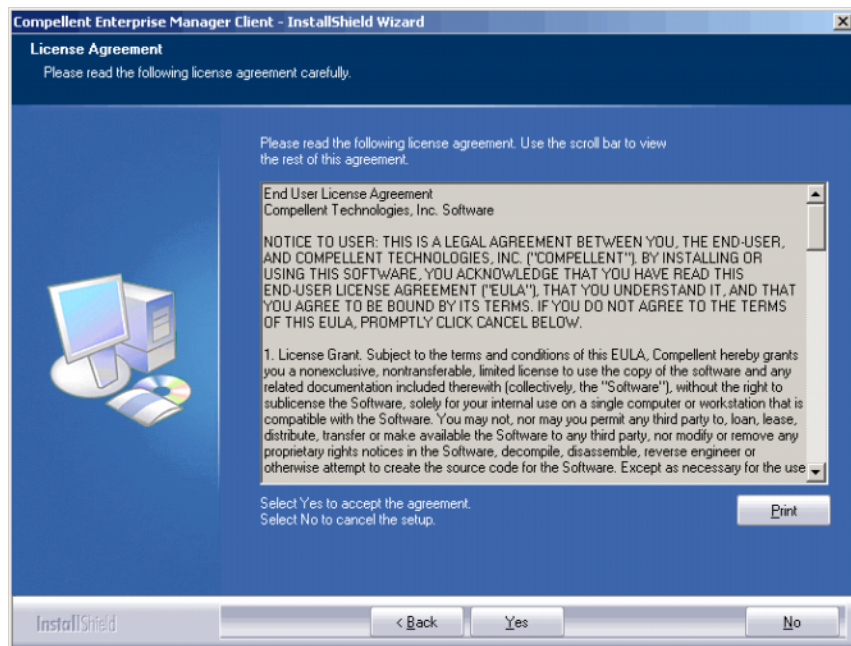 Compellent Enterprise Manager Client - InstallShield Wizard
License Agreement
Please read the following license agreement carefully.
Please read the following license agreement. Use the scroll bar to view
the rest of this agreement.
End User License Agreement
Compellent Technologies, Inc. Software
NOTICE TO USER: THIS IS A LEGAL AGREEMENT BETWEEN YOU, THE END-USER,
AND COMPELLENT TECHNOLOGIES, INC. ("COMPELLENT"). BY INSTALLING OR
USING THIS SOFTWARE, YOU ACKNOWLEDGE THAT YOU HAVE READ THIS
END-USER LICENSE AGREEMENT ("EULA"), THAT YOU UNDERSTAND IT, AND THAT
YOU AGREE TO BE BOUND BY ITS TERMS. IF YOU DO NOT AGREE TO THE TERMS
OF THIS EULA, PROMPTLY CLICK CANCEL BELOW.
1. License Grant. Subject to the terms and conditions of this EULA, Compellent hereby grants
you a nonexclusive, nontransferable, limited license to use the copy of the software and any
related documentation included therewith (collectively, the "Software"), without the right to
sublicense the Software, solely for your internal use on a single computer or workstation that is
compatible with the Software. You may not, nor may you permit any third party to, loan, lease,
distribute, transfer or make available the Software to any third party, nor modify or remove any
proprietary rights notices in the Software, decompile, disassemble, reverse engineer or
otherwise attempt to create the source code for the Software. Except as necessary for the use
Select Yes to accept the agreement.
Select No to cancel the setup.
Print
InstallShield
< Back
Yes
No